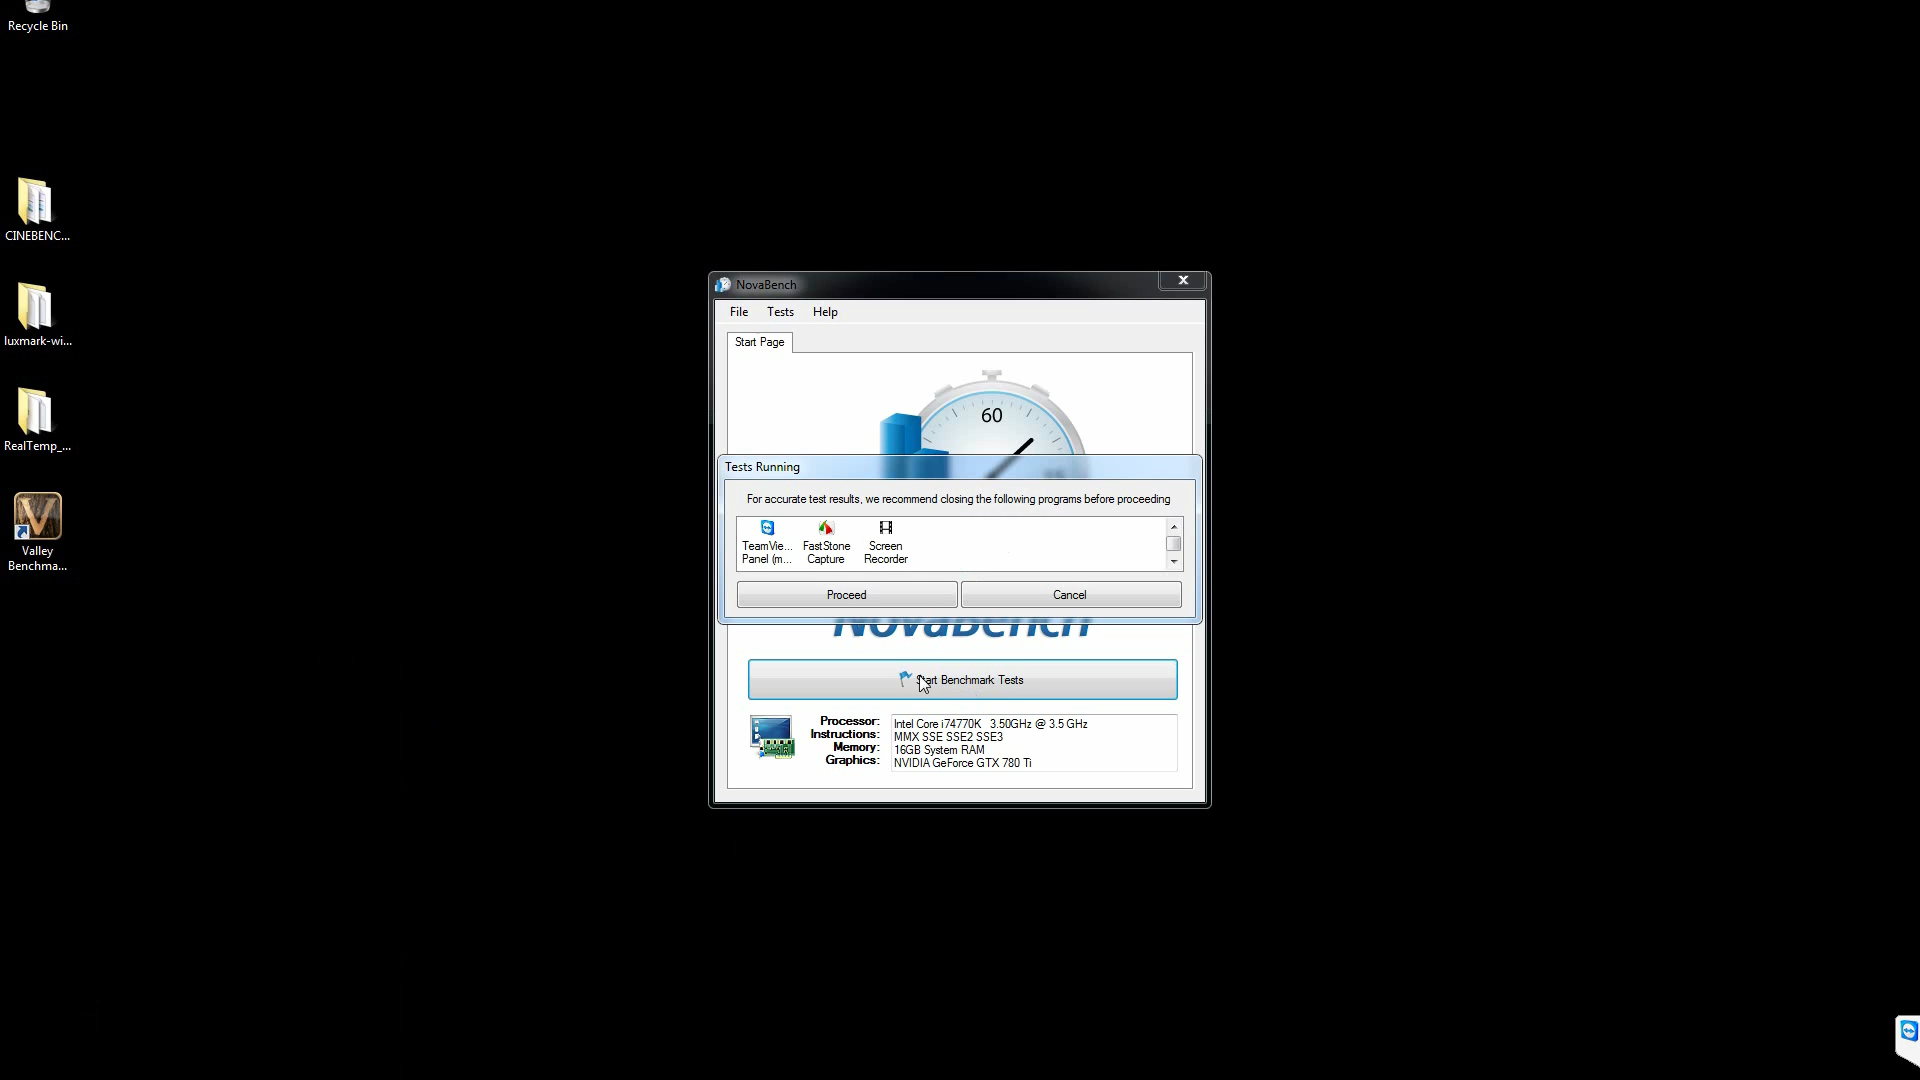 Recycle Bin
CINEBENC...
luxmark-wi...
RealTemp_...
Valley
Benchma...
NovaBench
File Tests Help
Start Page
60
Tests Running
For accurate test results, we recommend closing the following programs before proceeding
TeamVie...
Panel (m...
FastStone
Capture
Screen
Recorder
Proceed
Cancel
NovaBench
Start Benchmark Tests
Processor: Intel Core i74770K 3.50GHz @ 3.5 GHz
Instructions: MMX SSE SSE2 SSE3
Memory: 16GB System RAM
Graphics: NVIDIA GeForce GTX 780 Ti